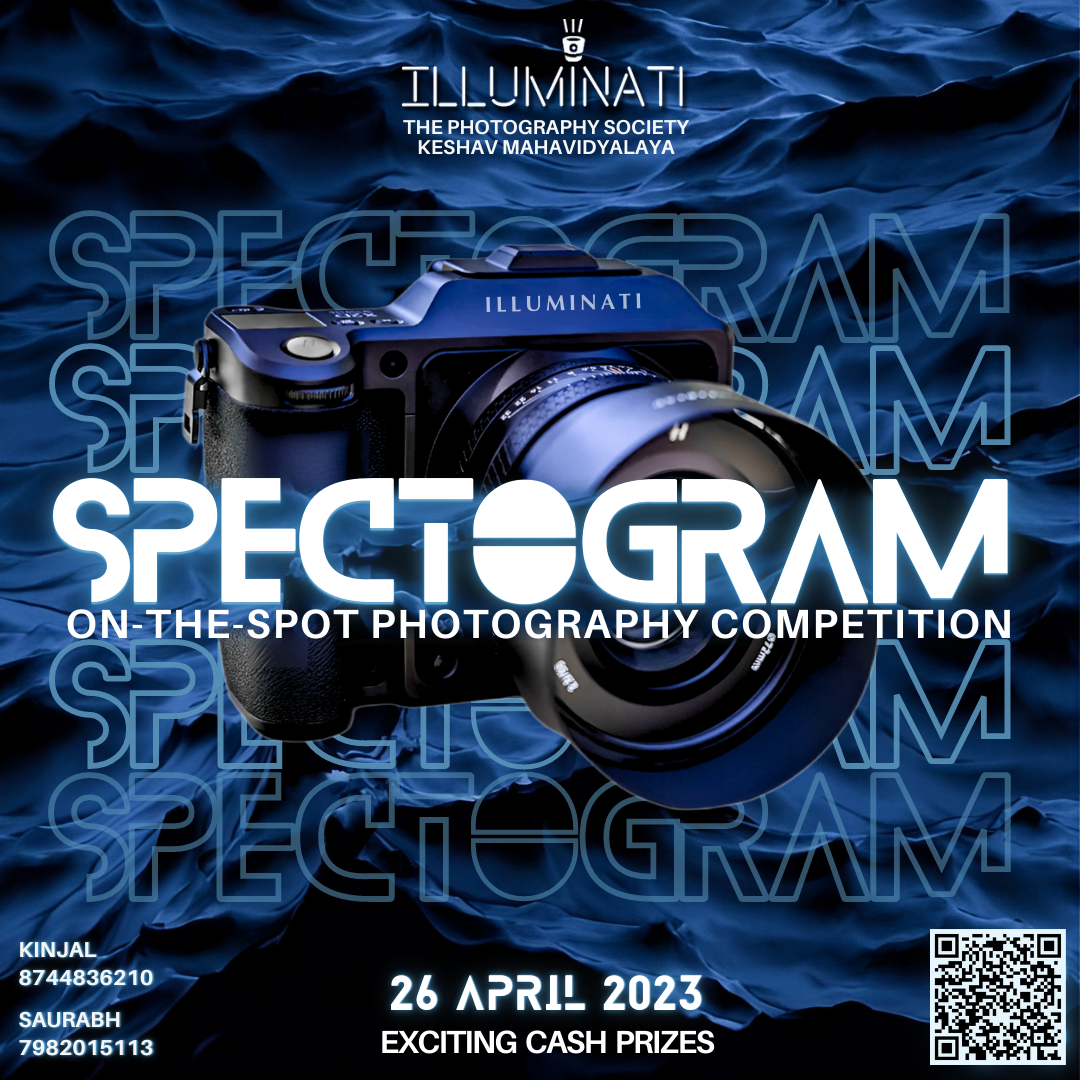 ILLUMINATI
THE PHOTOGRAPHY SOCIETY
KESHAV MAHAVIDYALAYA
SPECTOGRAM
ILLUMINATI
SPECTOGRAM
SPECTOGRAM
ON-THE-SPOT PHOTOGRAPHY COMPETITION
SPECTOGRAM
SPECTOGRAM
KINJAL
8744836210
SAURABH
7982015113
26 APRIL 2023
EXCITING CASH PRIZES